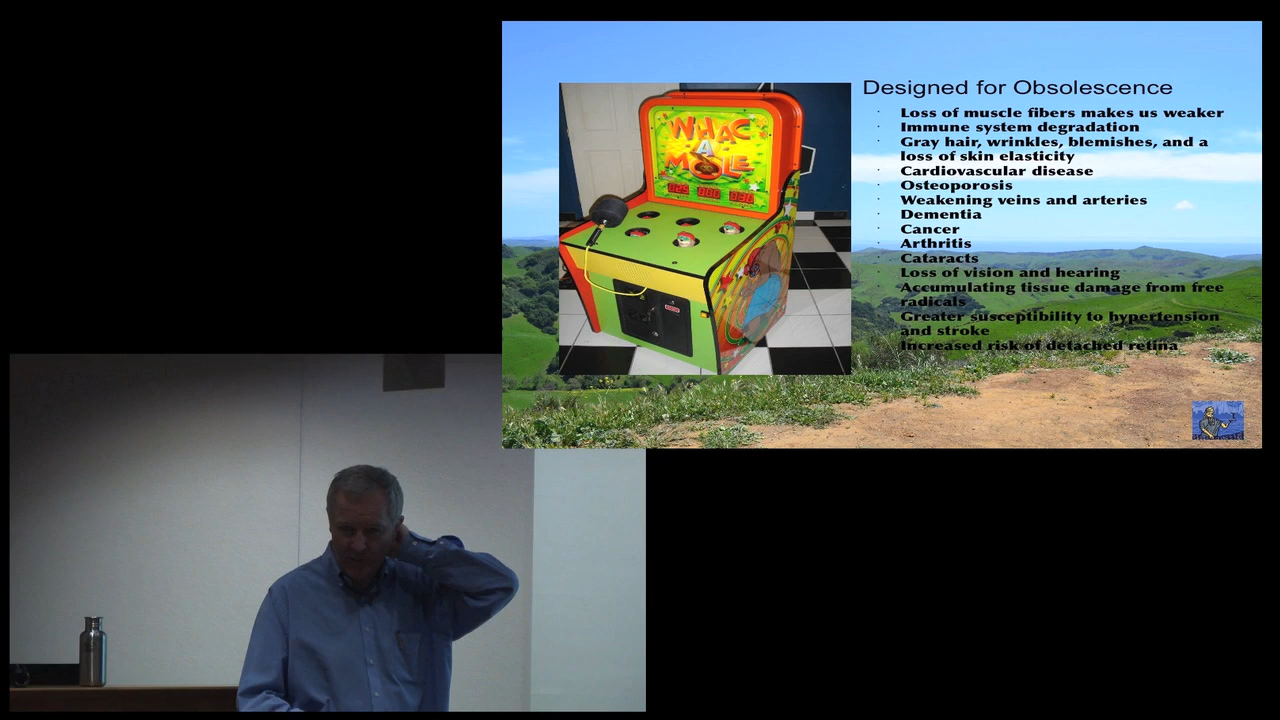 Designed for Obsolescence
Loss of muscle fibers makes us weaker
Immune system degradation
Gray hair, wrinkles, blemishes, and a
loss of skin elasticity
Cardiovascular disease
Osteoporosis
Weakening veins and arteries
Dementia
Cancer
Arthritis
Cataracts
Loss of vision and hearing
Accumulating tissue damage from free
radicals
Greater susceptibility to hypertension
and stroke
Increased risk of detached retina
WHAC
A
MOLE